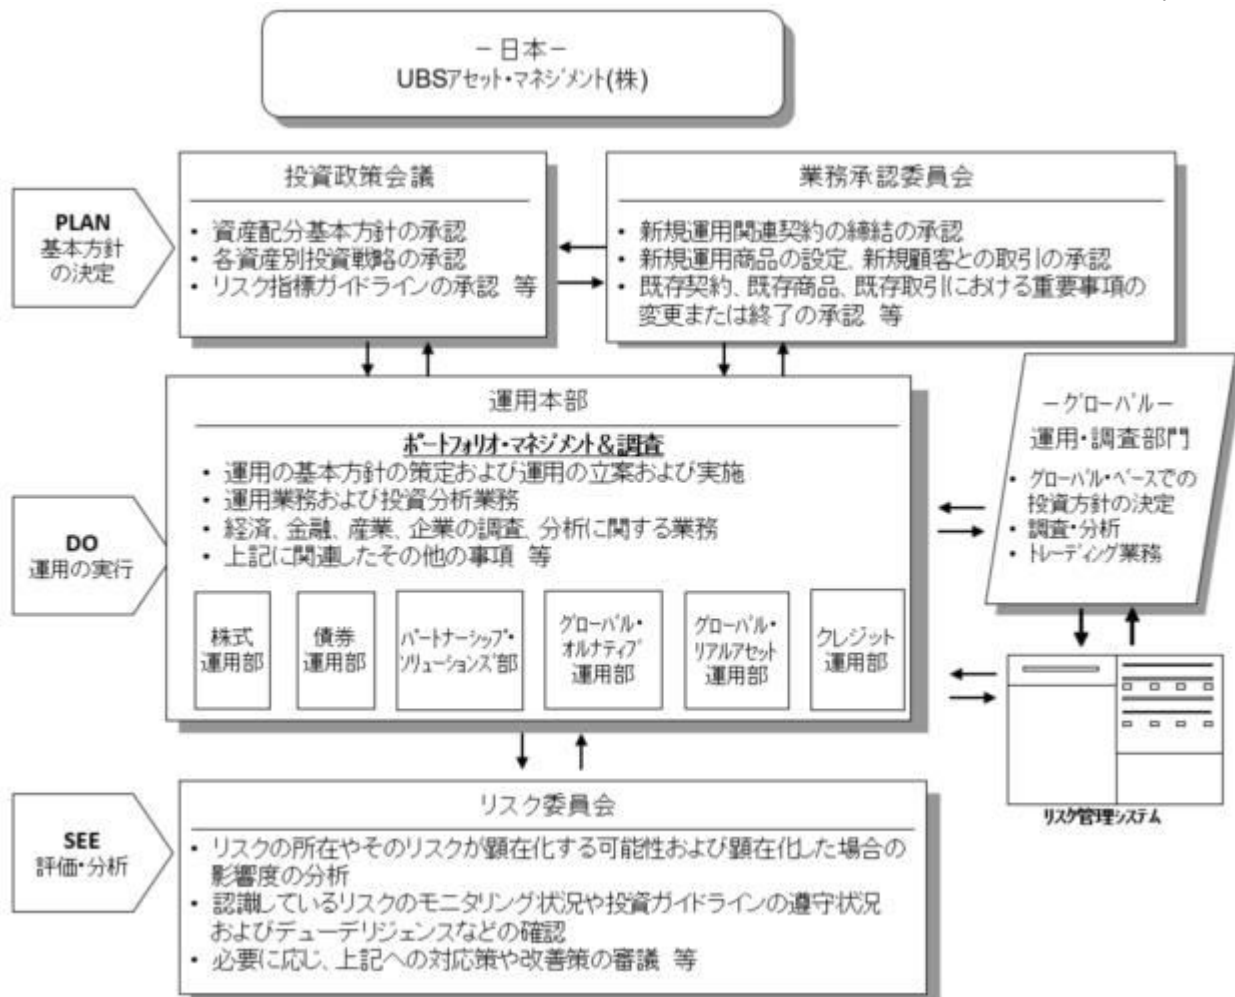 －日本－
UBSアセット・マネジメント(株)
PLAN
基本方針
の決定
投資政策会議
• 資産配分基本方針の承認
• 各資産別投資戦略の承認
• リスク指標ガイドラインの承認 等
業務承認委員会
• 新規運用関連契約の締結の承認
• 新規運用商品の設定、新規顧客との取引の承認
• 既存契約、既存商品、既存取引における重要事項の
変更または終了の承認 等
DO
運用の実行
運用本部
ポートフォリオ・マネジメント＆調査
• 運用の基本方針の策定および運用の立案および実施
• 運用業務および投資分析業務
• 経済、金融、産業、企業の調査、分析に関する業務
• 上記に関連したその他の事項 等
株式
運用部
債券
運用部
パートナーシップ・
ソリューションズ部
グローバル・
オルナティブ
運用部
グローバル・
リアルアセット
運用部
クレジット
運用部
－グローバル－
運用・調査部門
• グローバル・ベースでの
投資方針の決定
• 調査・分析
• トレーディング業務
リスク管理システム
SEE
評価・分析
リスク委員会
• リスクの所在やそのリスクが顕在化する可能性および顕在化した場合の
影響度の分析
• 認識しているリスクのモニタリング状況や投資ガイドラインの遵守状況
およびデューデリジェンスなどの確認
• 必要に応じ、上記への対応策や改善策の審議 等